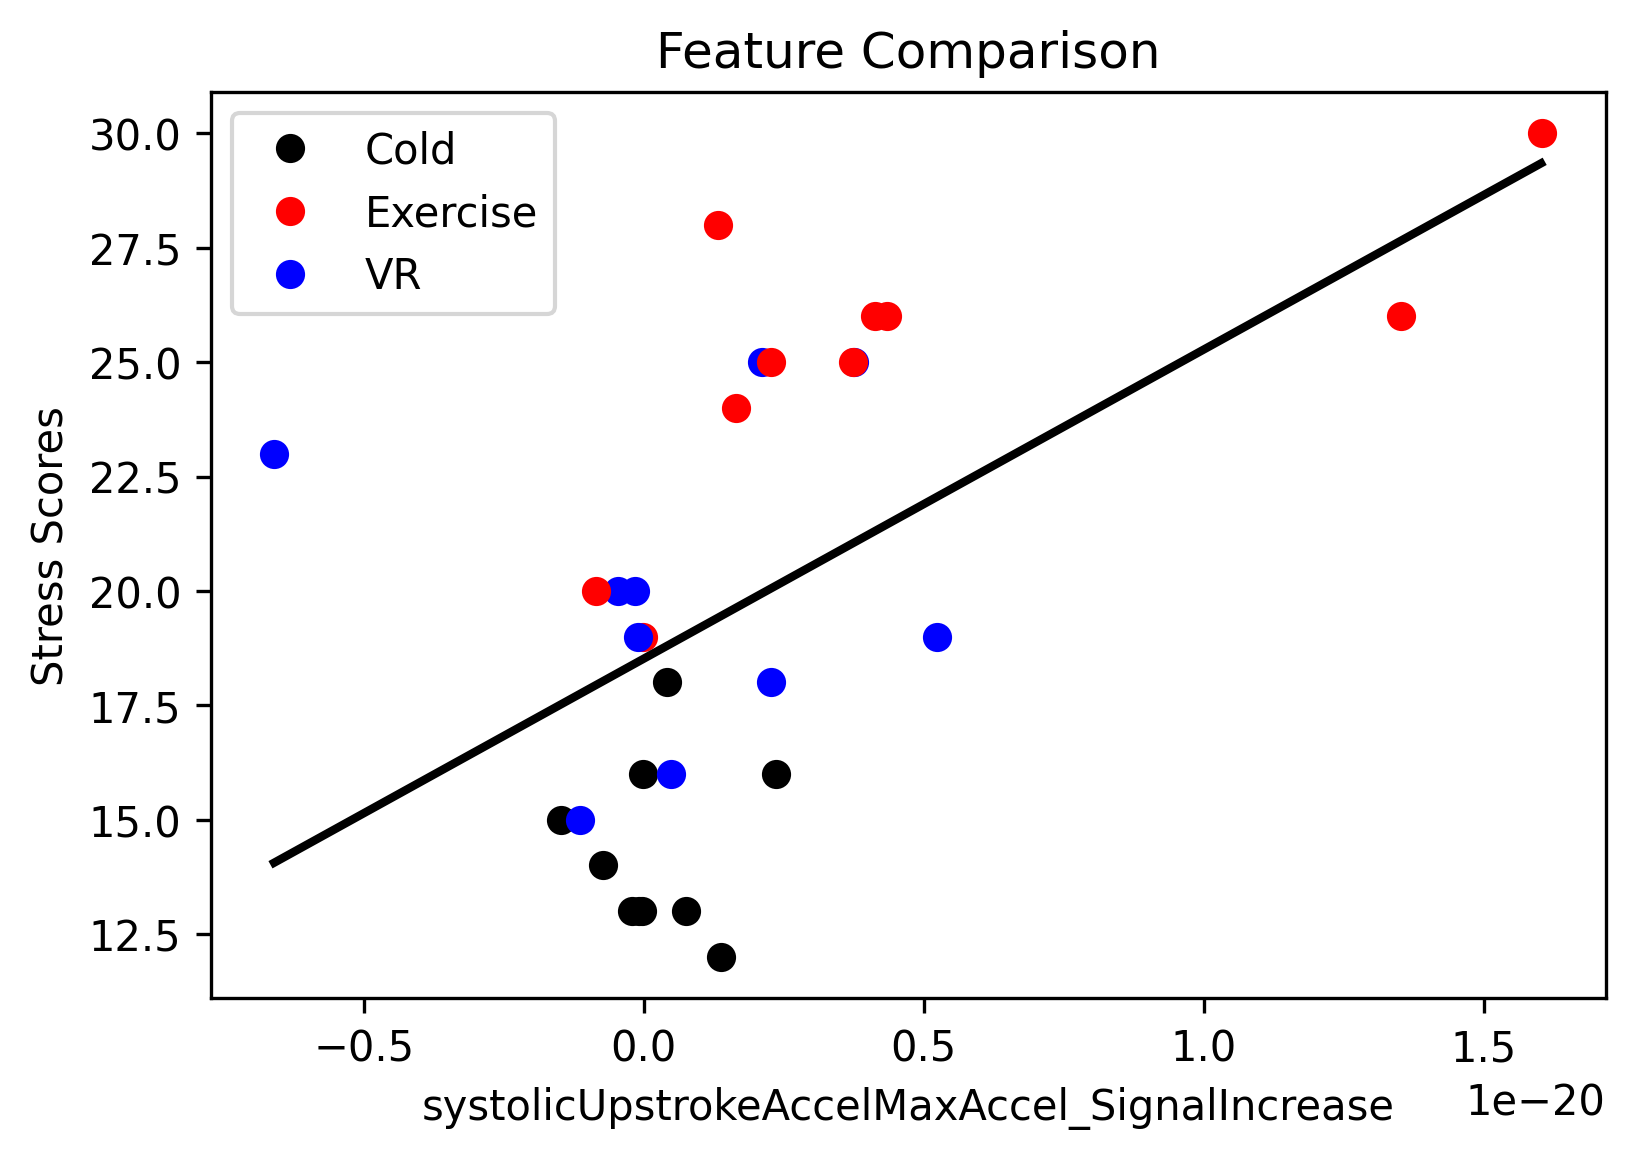 Feature Comparison
Cold
Exercise
VR
30.0
27.5
25.0
22.5
20.0
17.5
15.0
12.5
Stress Scores
−0.5
0.0
0.5
1.0
1.5
1e−20
systolicUpstrokeAccelMaxAccel_SignalIncrease